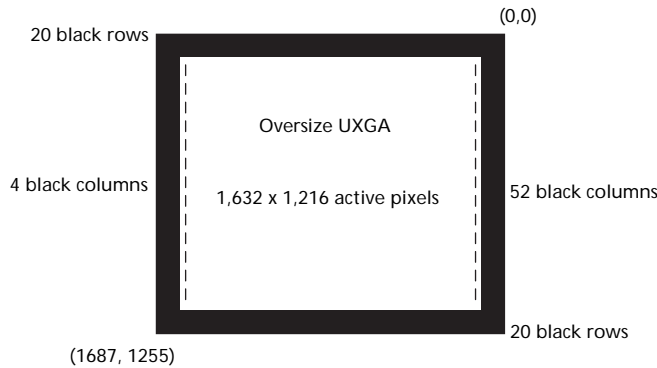 (0,0)
20 black rows
Oversize UXGA
4 black columns
1,632 x 1,216 active pixels
52 black columns
20 black rows
(1687, 1255)